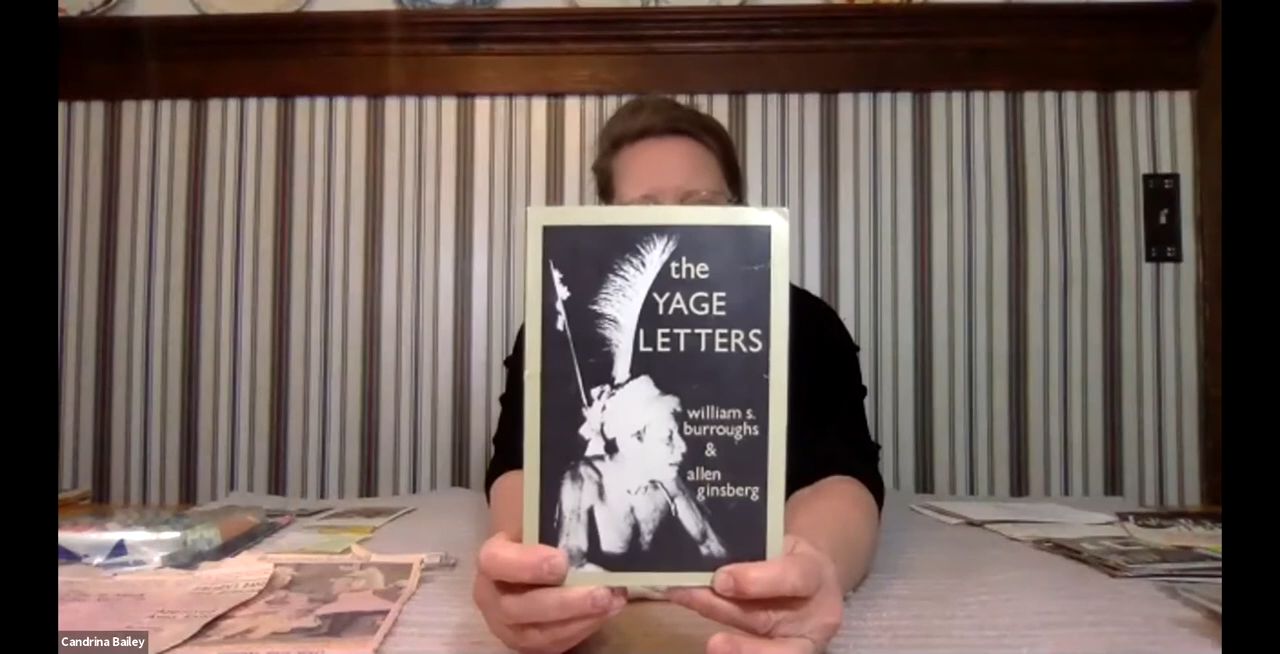 the
YAGE
LETTERS
william s.
burroughs
&
allen
ginsberg
Candrina Bailey